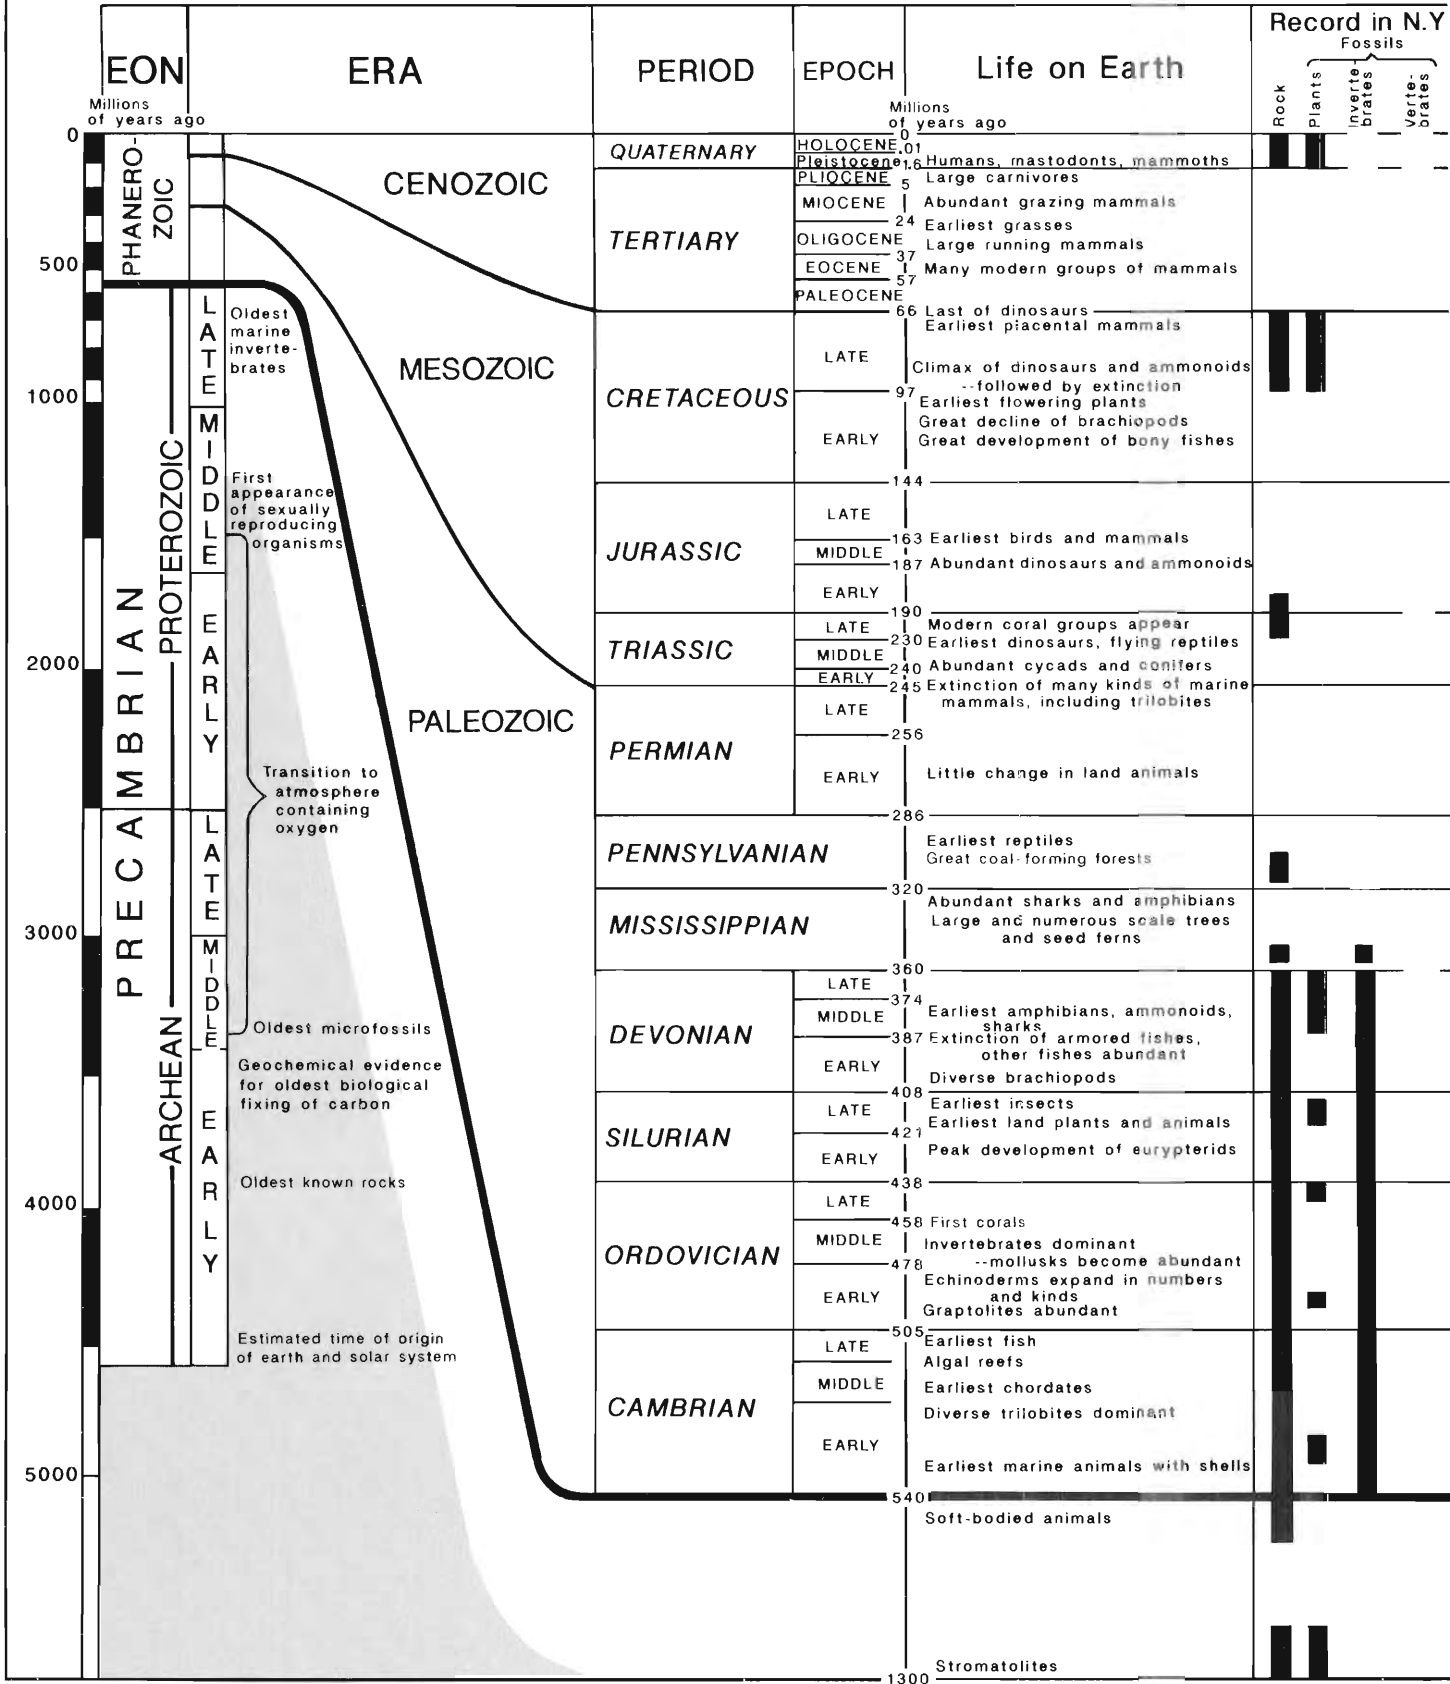 Record in N.Y
Fossils
EON
ERA
PERIOD
EPOCH
Life on Earth
Rock
Plants
Inverte-
brates
Verte-
brates
Millions
of years ago
Millions
of years ago
0
500
1000
2000
3000
4000
5000
PHANERO-
ZOIC
PRECAMBRIAN
PROTEROZOIC
ARCHEAN
LATE
MIDDLE
EARLY
LATE
MIDDLE
EARLY
Oldest
marine
inverte-
brates
First
appearance
of sexually
reproducing
organisms
Transition to
atmosphere
containing
oxygen
Oldest microfossils
Geochemical evidence
for oldest biological
fixing of carbon
Oldest known rocks
Estimated time of origin
of earth and solar system
CENOZOIC
MESOZOIC
PALEOZOIC
0
QUATERNARY
HOLOCENE .01
Pleistocene 1.6 Humans, mastodonts, mammoths
TERTIARY
PLIOCENE Large carnivores
5
MIOCENE Abundant grazing mammals
24 Earliest grasses
OLIGOCENE Large running mammals
37
EOCENE Many modern groups of mammals
57
PALEOCENE
66 Last of dinosaurs
Earliest placental mammals
CRETACEOUS
LATE
Climax of dinosaurs and ammonoids
--followed by extinction
97
Earliest flowering plants
Great decline of brachiopods
EARLY Great development of bony fishes
144
JURASSIC
LATE
163 Earliest birds and mammals
MIDDLE
187 Abundant dinosaurs and ammonoids
EARLY
190
TRIASSIC
LATE Modern coral groups appear
230 Earliest dinosaurs, flying reptiles
MIDDLE
240 Abundant cycads and conifers
EARLY
245 Extinction of many kinds of marine
mammals, including trilobites
PERMIAN
LATE
256
EARLY Little change in land animals
286
PENNSYLVANIAN
Earliest reptiles
Great coal-forming forests
320
MISSISSIPPIAN
Abundant sharks and amphibians
Large and numerous scale trees
and seed ferns
360
DEVONIAN
LATE
374
MIDDLE Earliest amphibians, ammonoids,
sharks
387 Extinction of armored fishes,
other fishes abundant
EARLY
Diverse brachiopods
408
SILURIAN
Earliest insects
LATE Earliest land plants and animals
421
Peak development of eurypterids
EARLY
438
ORDOVICIAN
LATE
458 First corals
MIDDLE Invertebrates dominant
--mollusks become abundant
478
Echinoderms expand in numbers
and kinds
EARLY
Graptolites abundant
505
CAMBRIAN
LATE Earliest fish
Algal reefs
MIDDLE Earliest chordates
Diverse trilobites dominant
EARLY
Earliest marine animals with shells
540
Soft-bodied animals
Stromatolites
1300